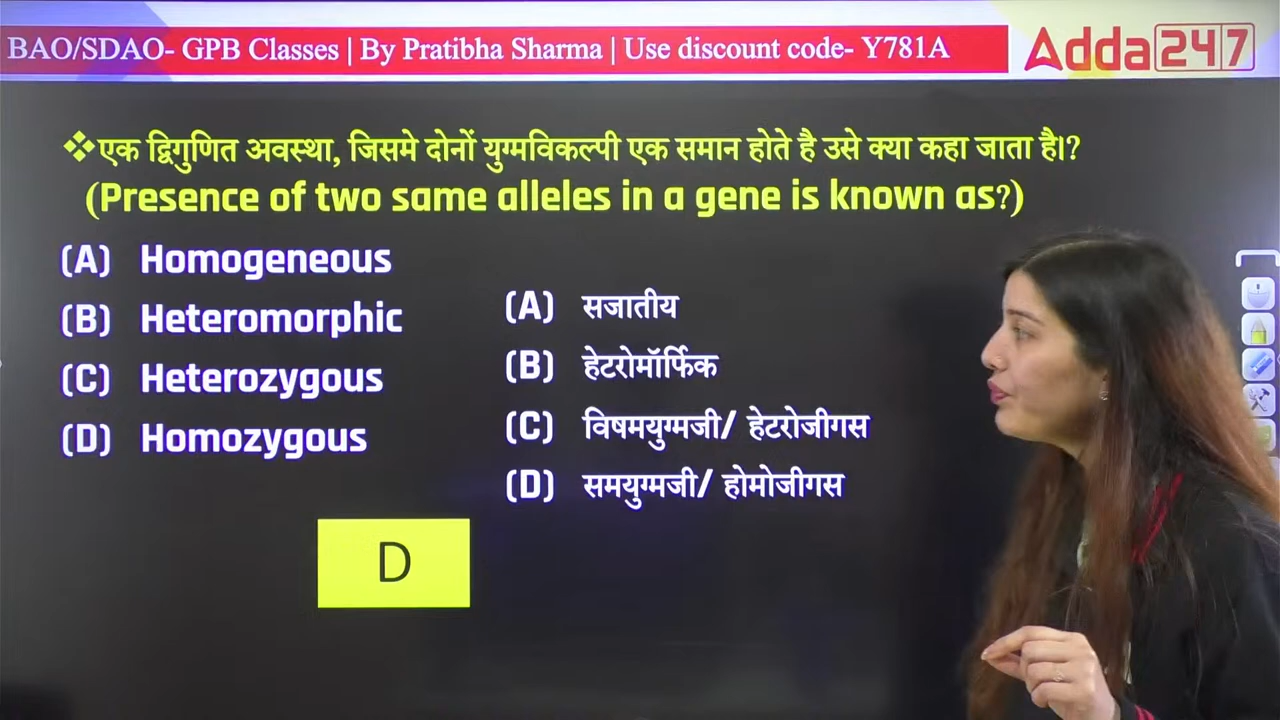 BAO/SDAO- GPB Classes | By Pratibha Sharma | Use discount code- Y781A
Adda247
❖एक द्विगुणित अवस्था, जिसमे दोनों युग्मविकल्पी एक समान होते है उसे क्या कहा जाता है।?
(Presence of two same alleles in a gene is known as?)
(A) Homogeneous
(B) Heteromorphic
(C) Heterozygous
(D) Homozygous
(A) सजातीय
(B) हेटरोमॉर्फिक
(C) विषमयुग्मजी/ हेटरोजीगस
(D) समयुग्मजी/ होमोजीगस
D